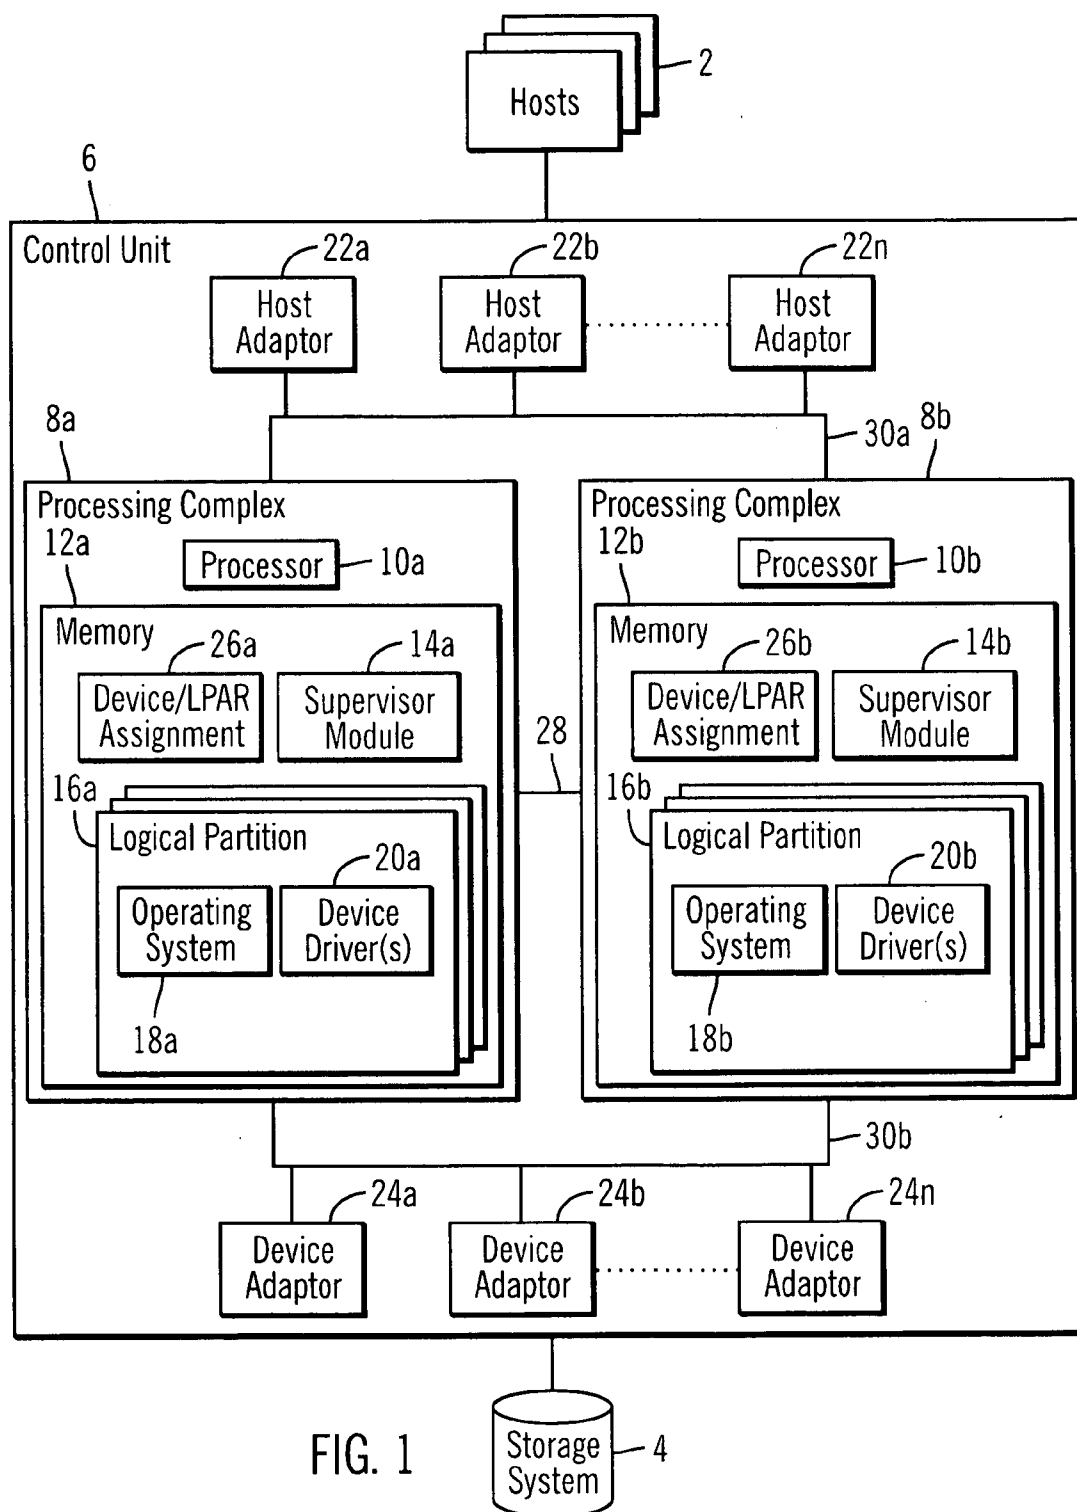 2
Hosts
6
Control Unit
22a
22b
22n
Host
Adaptor
Host
Adaptor
Host
Adaptor
8a
30a
8b
Processing Complex
12a
Processor
10a
Memory
26a
14a
Device/LPAR
Assignment
Supervisor
Module
16a
Logical Partition
20a
Operating
System
Device
Driver(s)
18a
28
Processing Complex
12b
Processor
10b
Memory
26b
14b
Device/LPAR
Assignment
Supervisor
Module
16b
Logical Partition
20b
Operating
System
Device
Driver(s)
18b
30b
24a
24b
24n
Device
Adaptor
Device
Adaptor
Device
Adaptor
FIG. 1
Storage
System
4